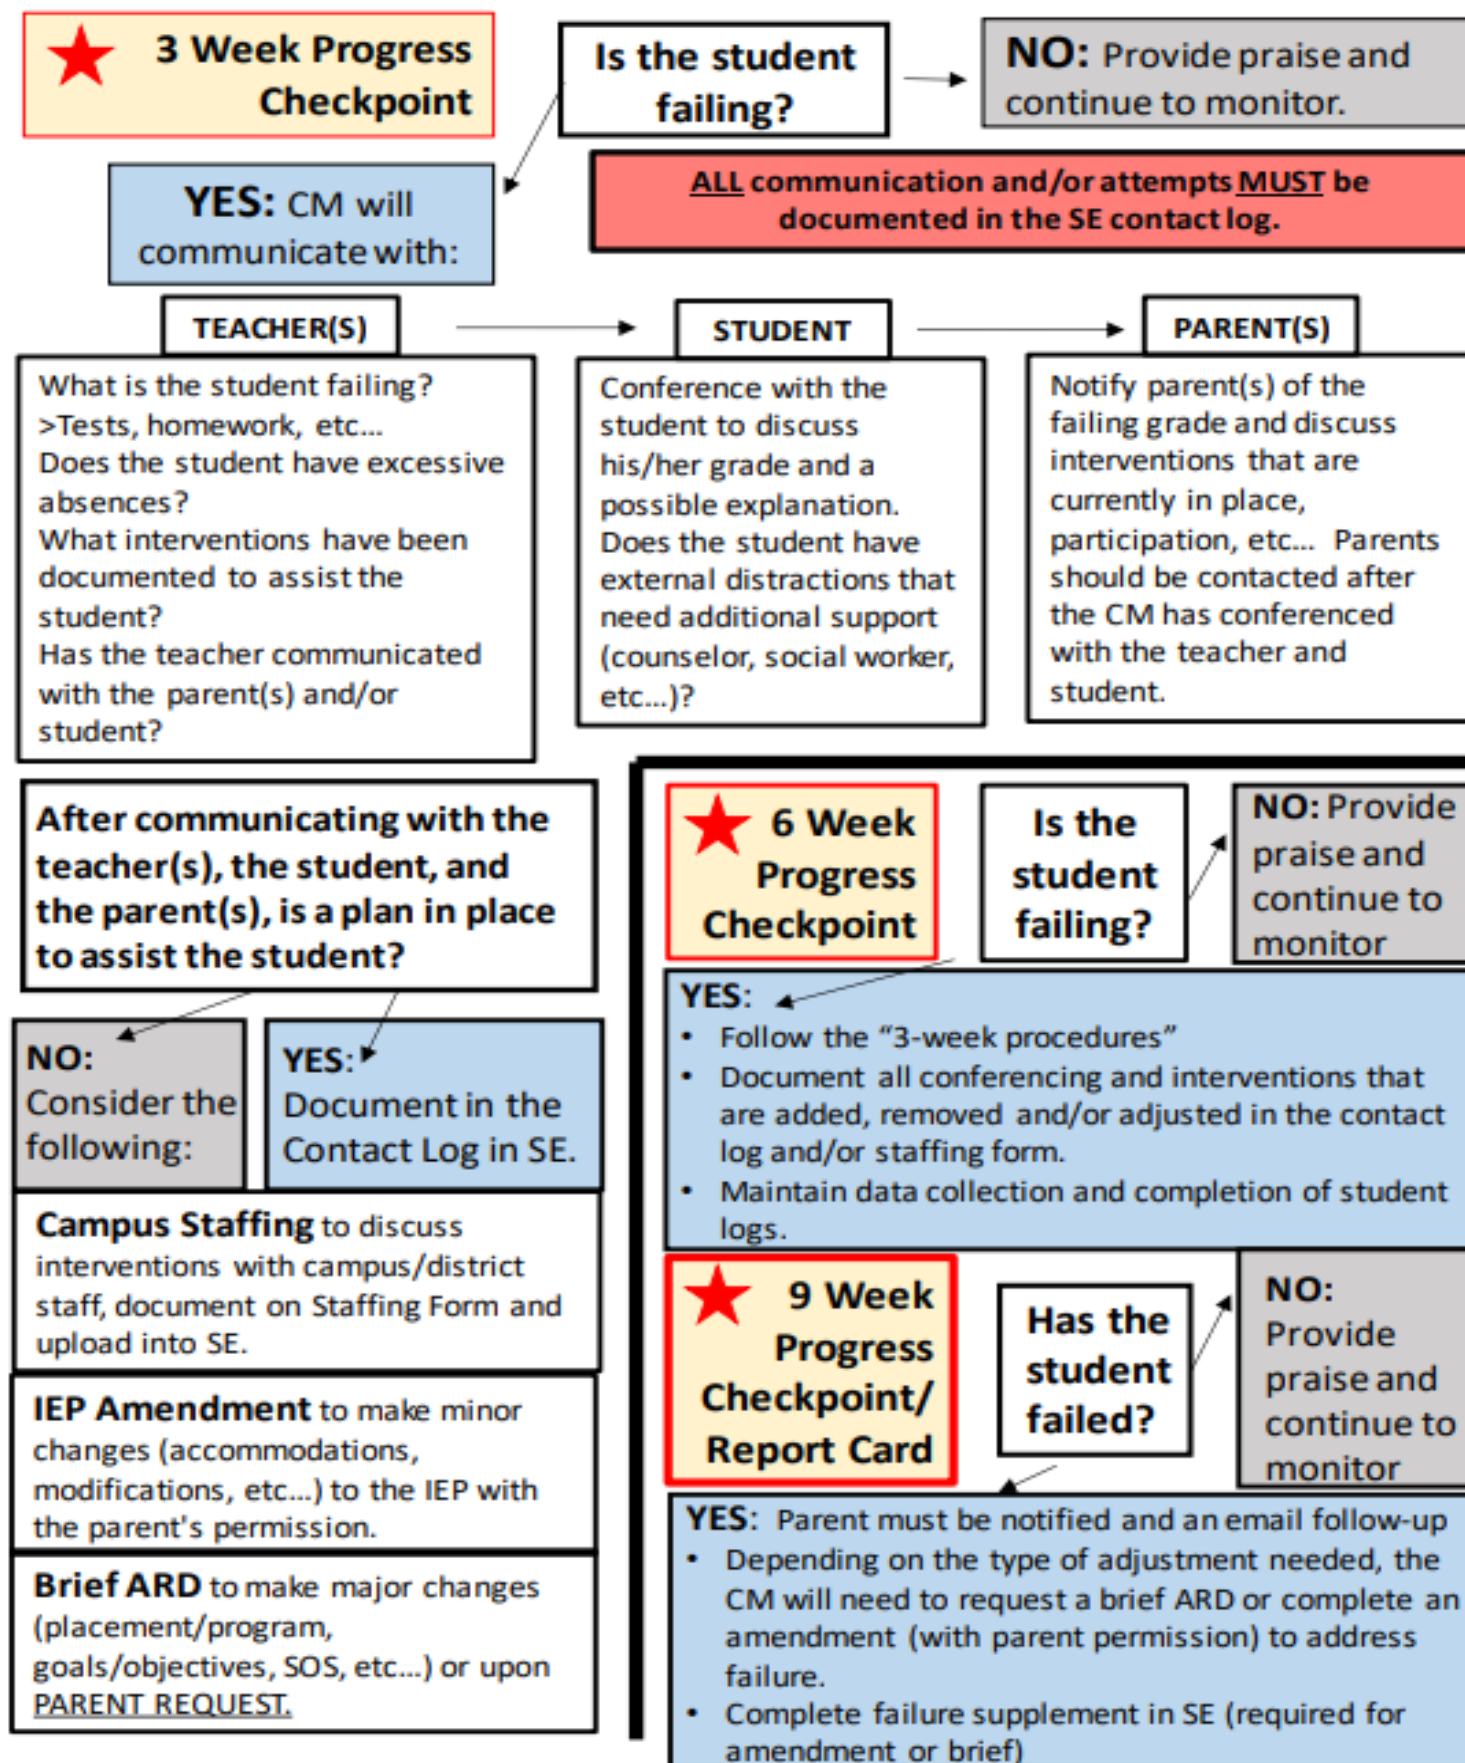 3 Week Progress
Checkpoint
Is the student
failing?
NO: Provide praise and
continue to monitor.
YES: CM will
communicate with:
ALL communication and/or attempts MUST be
documented in the SE contact log.
TEACHER(S)
What is the student failing?
>Tests, homework, etc...
Does the student have excessive
absences?
What interventions have been
documented to assist the
student?
Has the teacher communicated
with the parent(s) and/or
student?
STUDENT
Conference with the
student to discuss
his/her grade and a
possible explanation.
Does the student have
external distractions that
need additional support
(counselor, social worker,
etc...)?
PARENT(S)
Notify parent(s) of the
failing grade and discuss
interventions that are
currently in place,
participation, etc... Parents
should be contacted after
the CM has conferenced
with the teacher and
student.
After communicating with the
teacher(s), the student, and
the parent(s), is a plan in place
to assist the student?
NO:
Consider the
following:
YES:
Document in the
Contact Log in SE.
Campus Staffing to discuss
interventions with campus/district
staff, document on Staffing Form and
upload into SE.
IEP Amendment to make minor
changes (accommodations,
modifications, etc...) to the IEP with
the parent's permission.
Brief ARD to make major changes
(placement/program,
goals/objectives, SOS, etc...) or upon
PARENT REQUEST.
6 Week
Progress
Checkpoint
Is the
student
failing?
NO: Provide
praise and
continue to
monitor
YES:
• Follow the “3-week procedures”
• Document all conferencing and interventions that
are added, removed and/or adjusted in the contact
log and/or staffing form.
• Maintain data collection and completion of student
logs.
9 Week
Progress
Checkpoint/
Report Card
Has the
student
failed?
NO:
Provide
praise and
continue to
monitor
YES: Parent must be notified and an email follow-up
• Depending on the type of adjustment needed, the
CM will need to request a brief ARD or complete an
amendment (with parent permission) to address
failure.
• Complete failure supplement in SE (required for
amendment or brief)